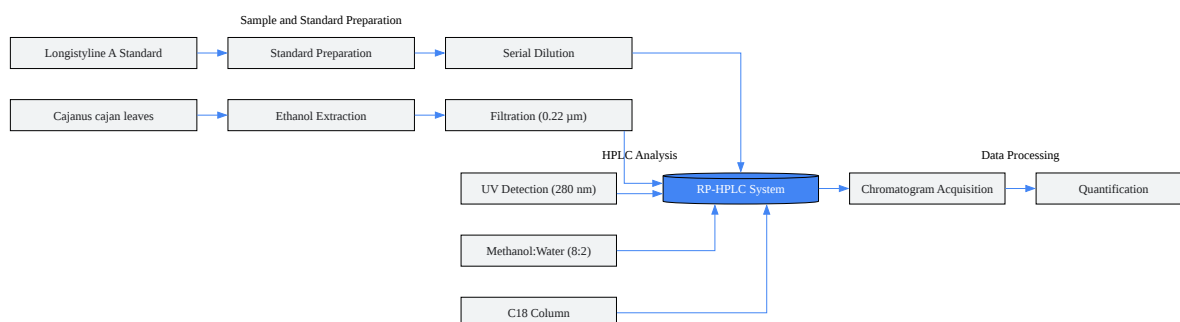 Sample and Standard Preparation
Longistyline A Standard
Standard Preparation
Serial Dilution
Cajanus cajan leaves
Ethanol Extraction
Filtration (0.22 µm)
HPLC Analysis
Data Processing
UV Detection (280 nm)
RP-HPLC System
Chromatogram Acquisition
Quantification
Methanol:Water (8:2)
C18 Column